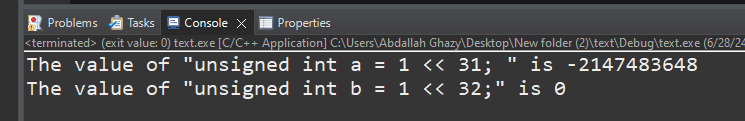 Problems Tasks Console Properties
<terminated> (exit value: 0) text.exe [C/C++ Application] C:\Users\Abdallah Ghazy\Desktop\New folder (2)\text\Debug\text.exe (6/28/24
The value of "unsigned int a = 1 << 31; " is -2147483648
The value of "unsigned int b = 1 << 32;" is 0